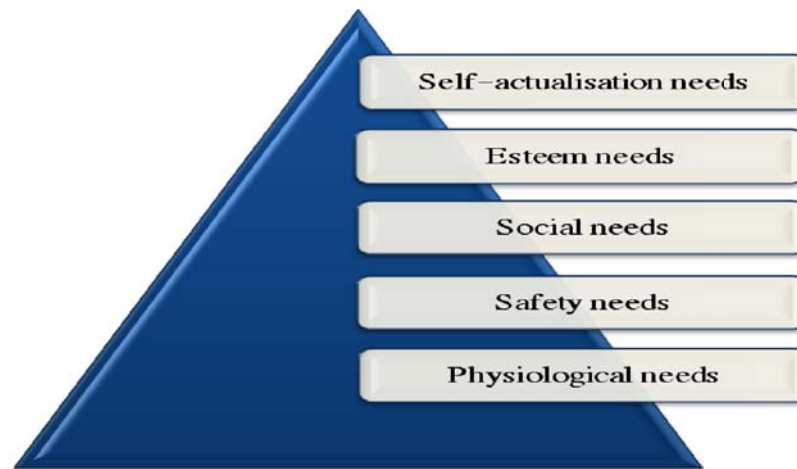 Self-actualisation needs
Esteem needs
Social needs
Safety needs
Physiological needs